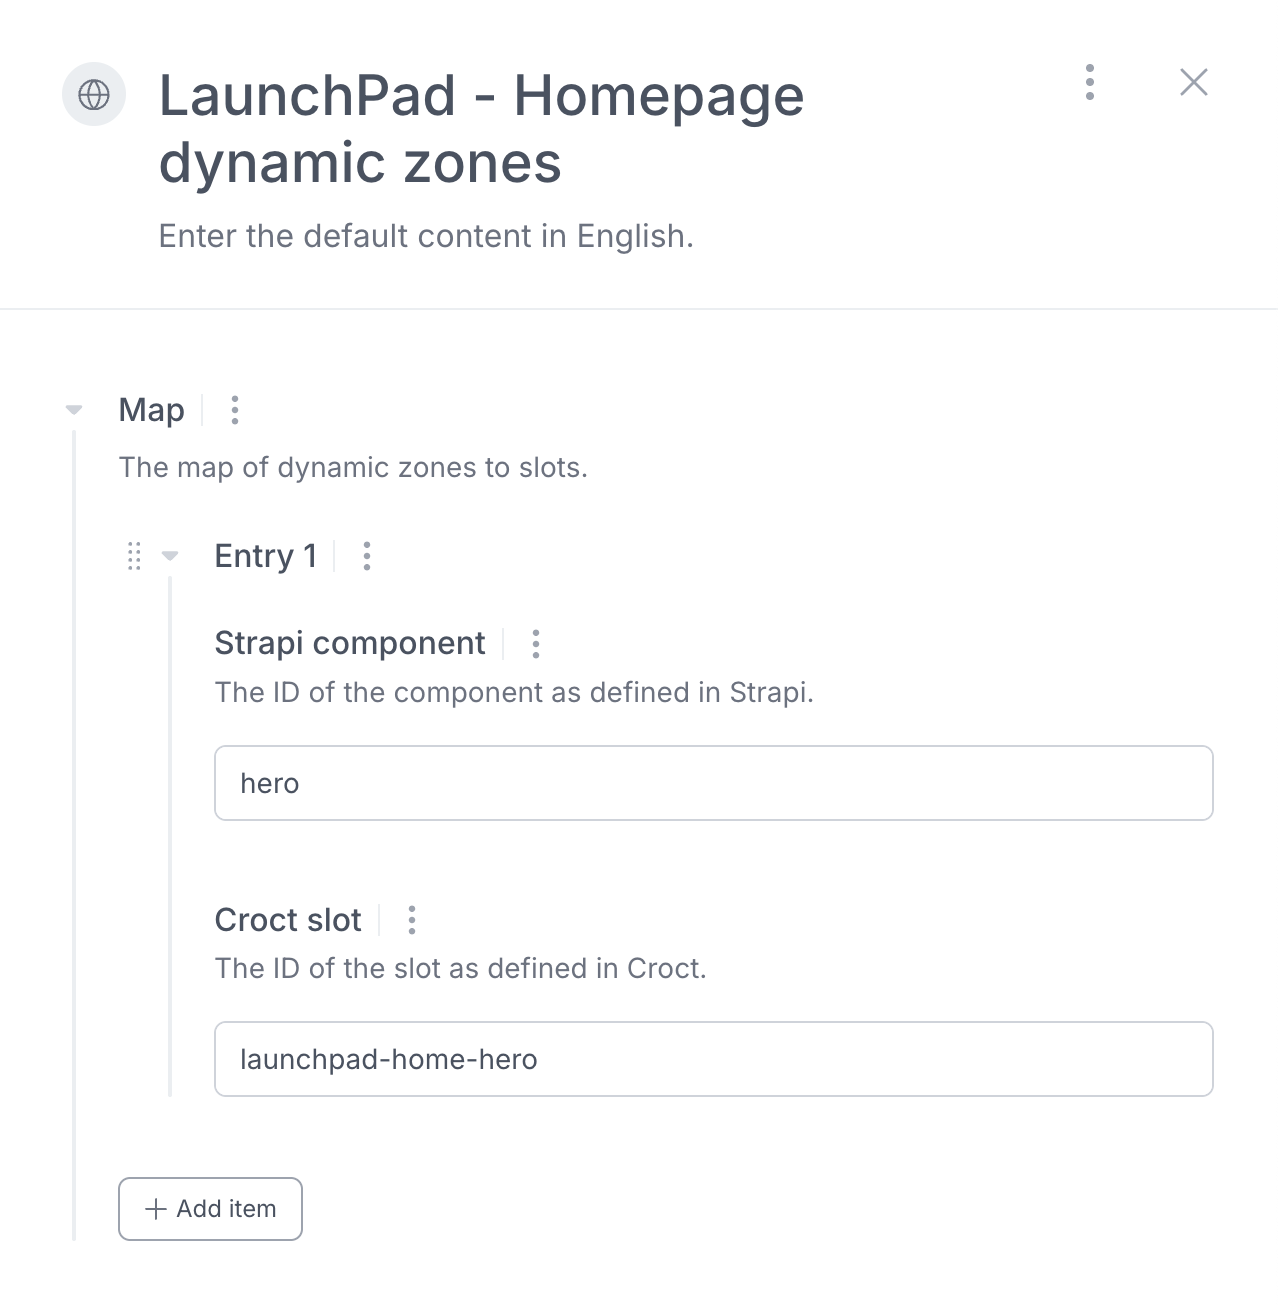 LaunchPad - Homepage
dynamic zones
Enter the default content in English.
Map
The map of dynamic zones to slots.
Entry 1
Strapi component
The ID of the component as defined in Strapi.
hero
Croct slot
The ID of the slot as defined in Croct.
launchpad-home-hero
Add item